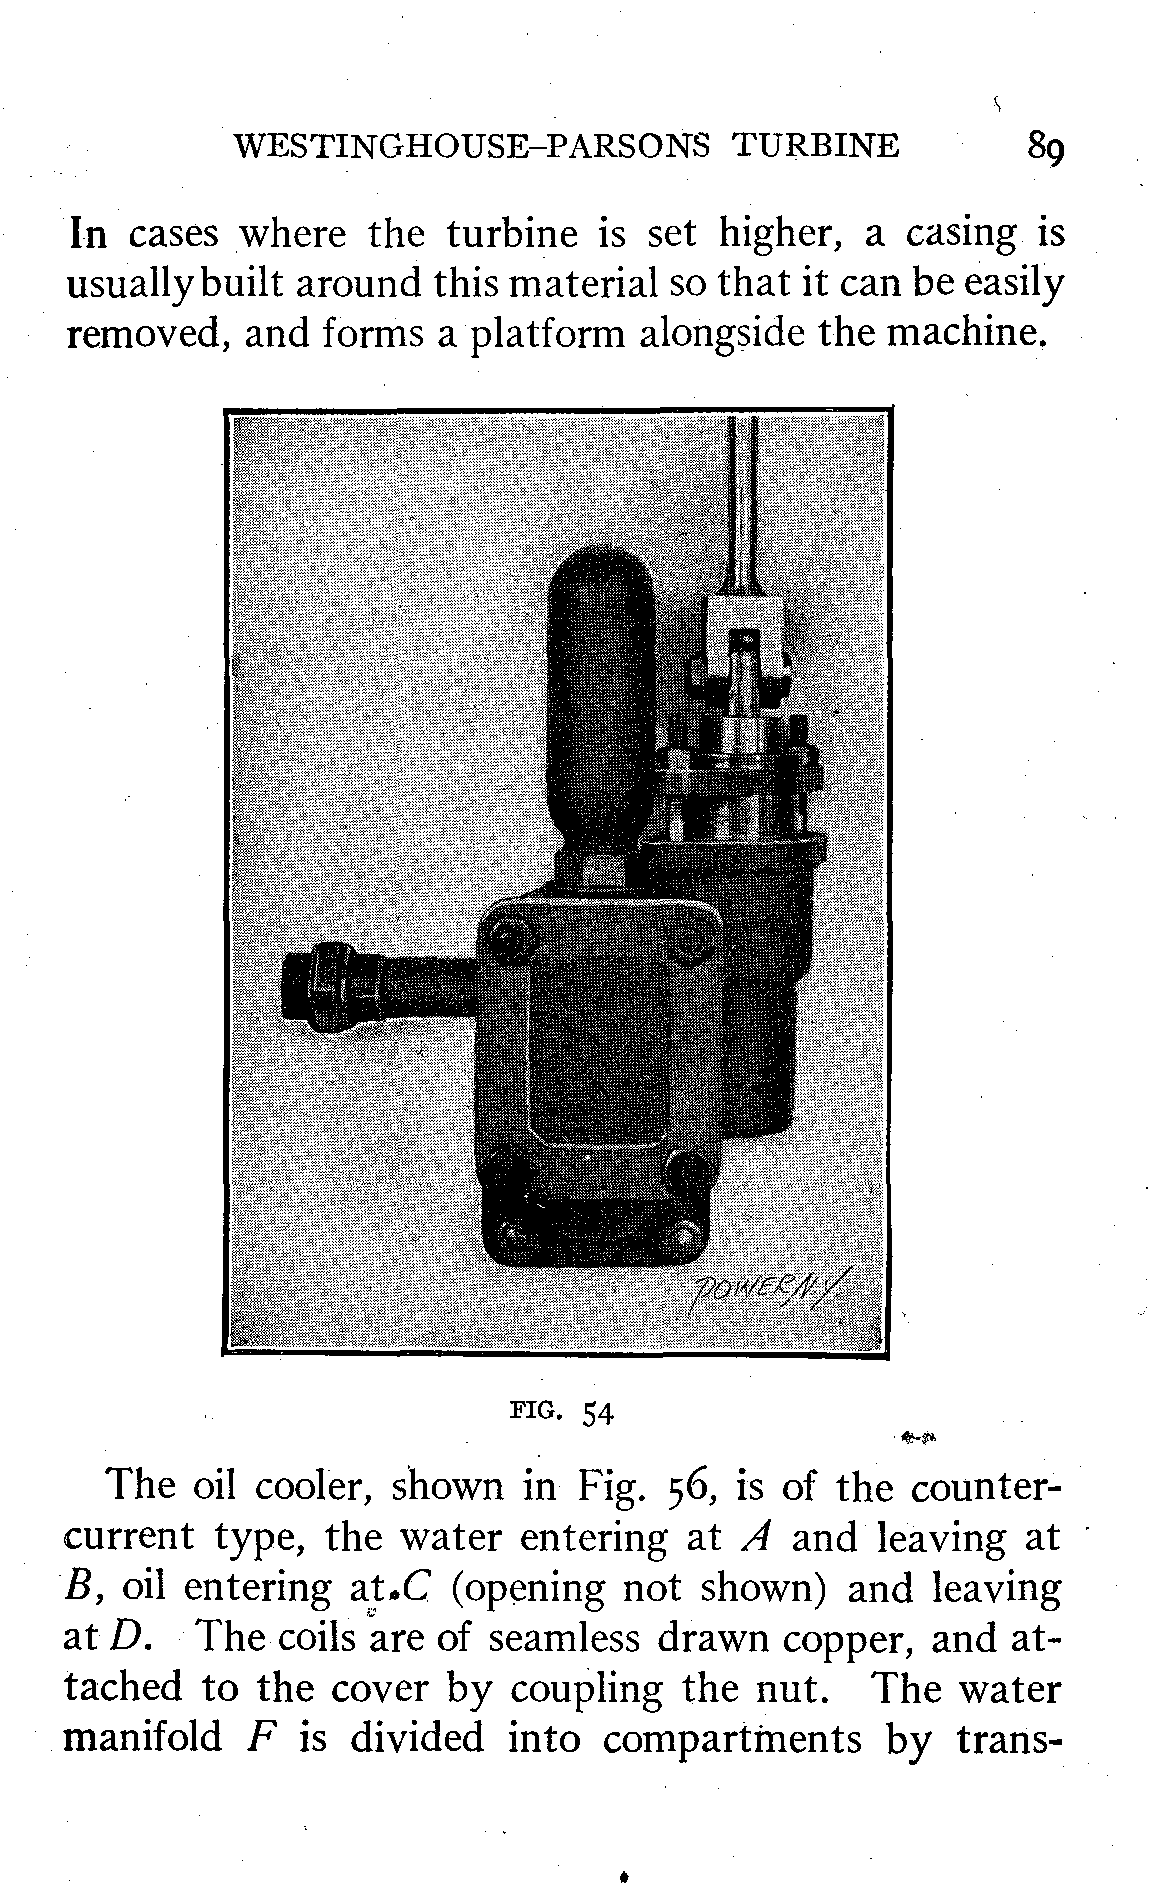 WESTINGHOUSE–PARSONS TURBINE 89
In cases where the turbine is set higher, a casing is
usually built around this material so that it can be easily
removed, and forms a platform alongside the machine.
POWER N.Y.
FIG. 54
The oil cooler, shown in Fig. 56, is of the counter-
current type, the water entering at A and leaving at
B, oil entering at C (opening not shown) and leaving
at D. The coils are of seamless drawn copper, and at-
tached to the cover by coupling the nut. The water
manifold F is divided into compartments by trans-